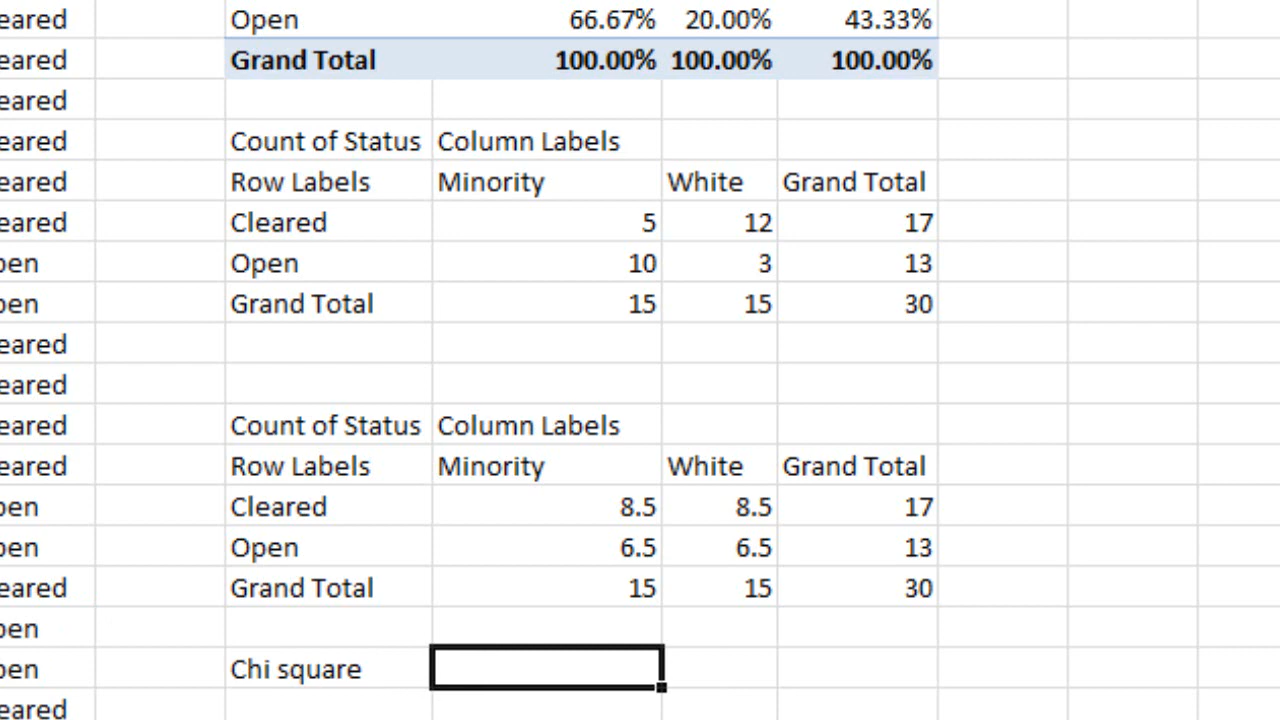 eared Open 66.67% 20.00% 43.33%
eared Grand Total 100.00% 100.00% 100.00%
eared
eared Count of Status Column Labels
eared Row Labels Minority White Grand Total
eared Cleared 5 12 17
pen Open 10 3 13
pen Grand Total 15 15 30
eared
eared
eared Count of Status Column Labels
eared Row Labels Minority White Grand Total
pen Cleared 8.5 8.5 17
pen Open 6.5 6.5 13
eared Grand Total 15 15 30
pen
pen Chi square
eared